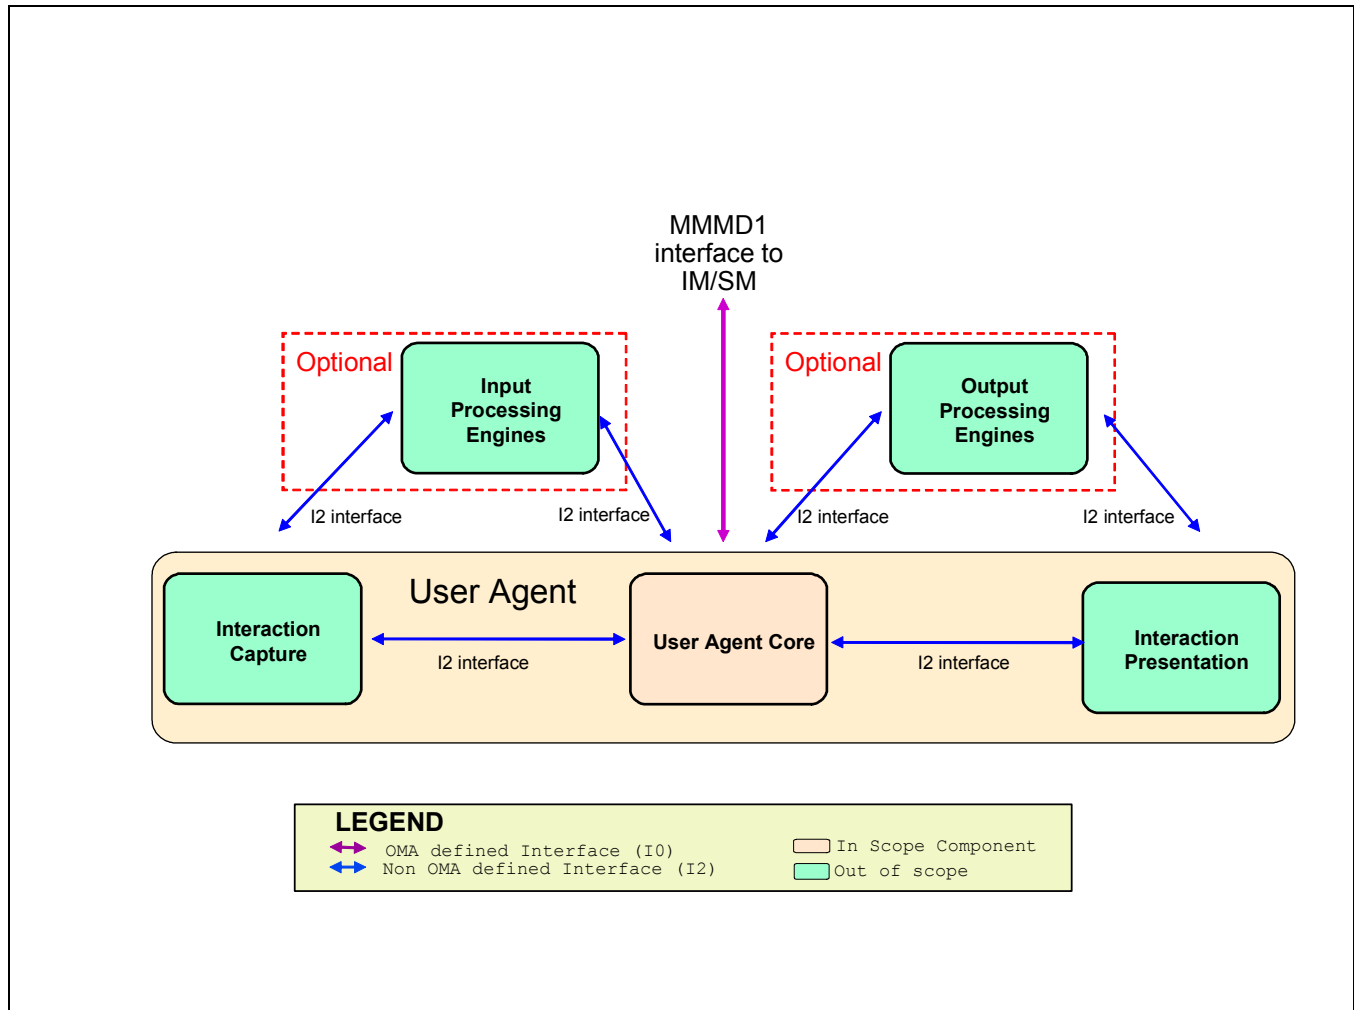 MMMD1
interface to
IM/SM
Optional
Input
Processing
Engines
Optional
Output
Processing
Engines
I2 interface
I2 interface
I2 interface
I2 interface
User Agent
Interaction
Capture
I2 interface
User Agent Core
I2 interface
Interaction
Presentation
LEGEND
OMA defined Interface (I0)
Non OMA defined Interface (I2)
In Scope Component
Out of scope